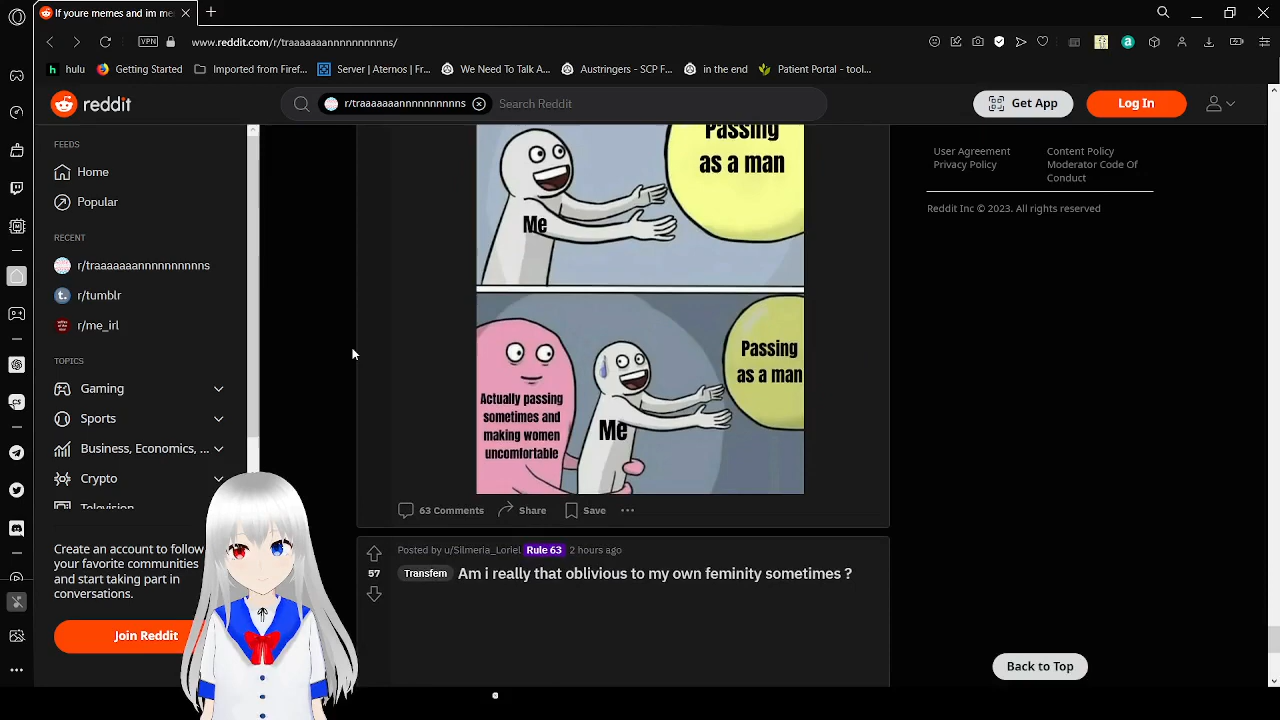 If youre memes and im me
www.reddit.com/r/traaaaaaannnnnnnnnns/
VPN
hulu
Getting Started
Imported from Firef...
Server | Aternos | Fr...
We Need To Talk A...
Austringers - SCP F...
in the end
Patient Portal - tool...
reddit
r/traaaaaaannnnnnnnnns
Search Reddit
Get App
Log In
FEEDS
Home
Popular
RECENT
r/traaaaaaannnnnnnnnns
r/tumblr
r/me_irl
TOPICS
Gaming
Sports
Business, Economics, ...
Crypto
Television
Create an account to follow
your favorite communities
and start taking part in
conversations.
Join Reddit
Passing
as a man
Me
Passing
as a man
Actually passing
sometimes and
making women
uncomfortable
Me
63 Comments
Share
Save
Posted by u/Silmeria_Loriel Rule 63 2 hours ago
57
Transfem Am i really that oblivious to my own feminity sometimes ?
User Agreement
Privacy Policy
Content Policy
Moderator Code Of
Conduct
Reddit Inc © 2023. All rights reserved
Back to Top